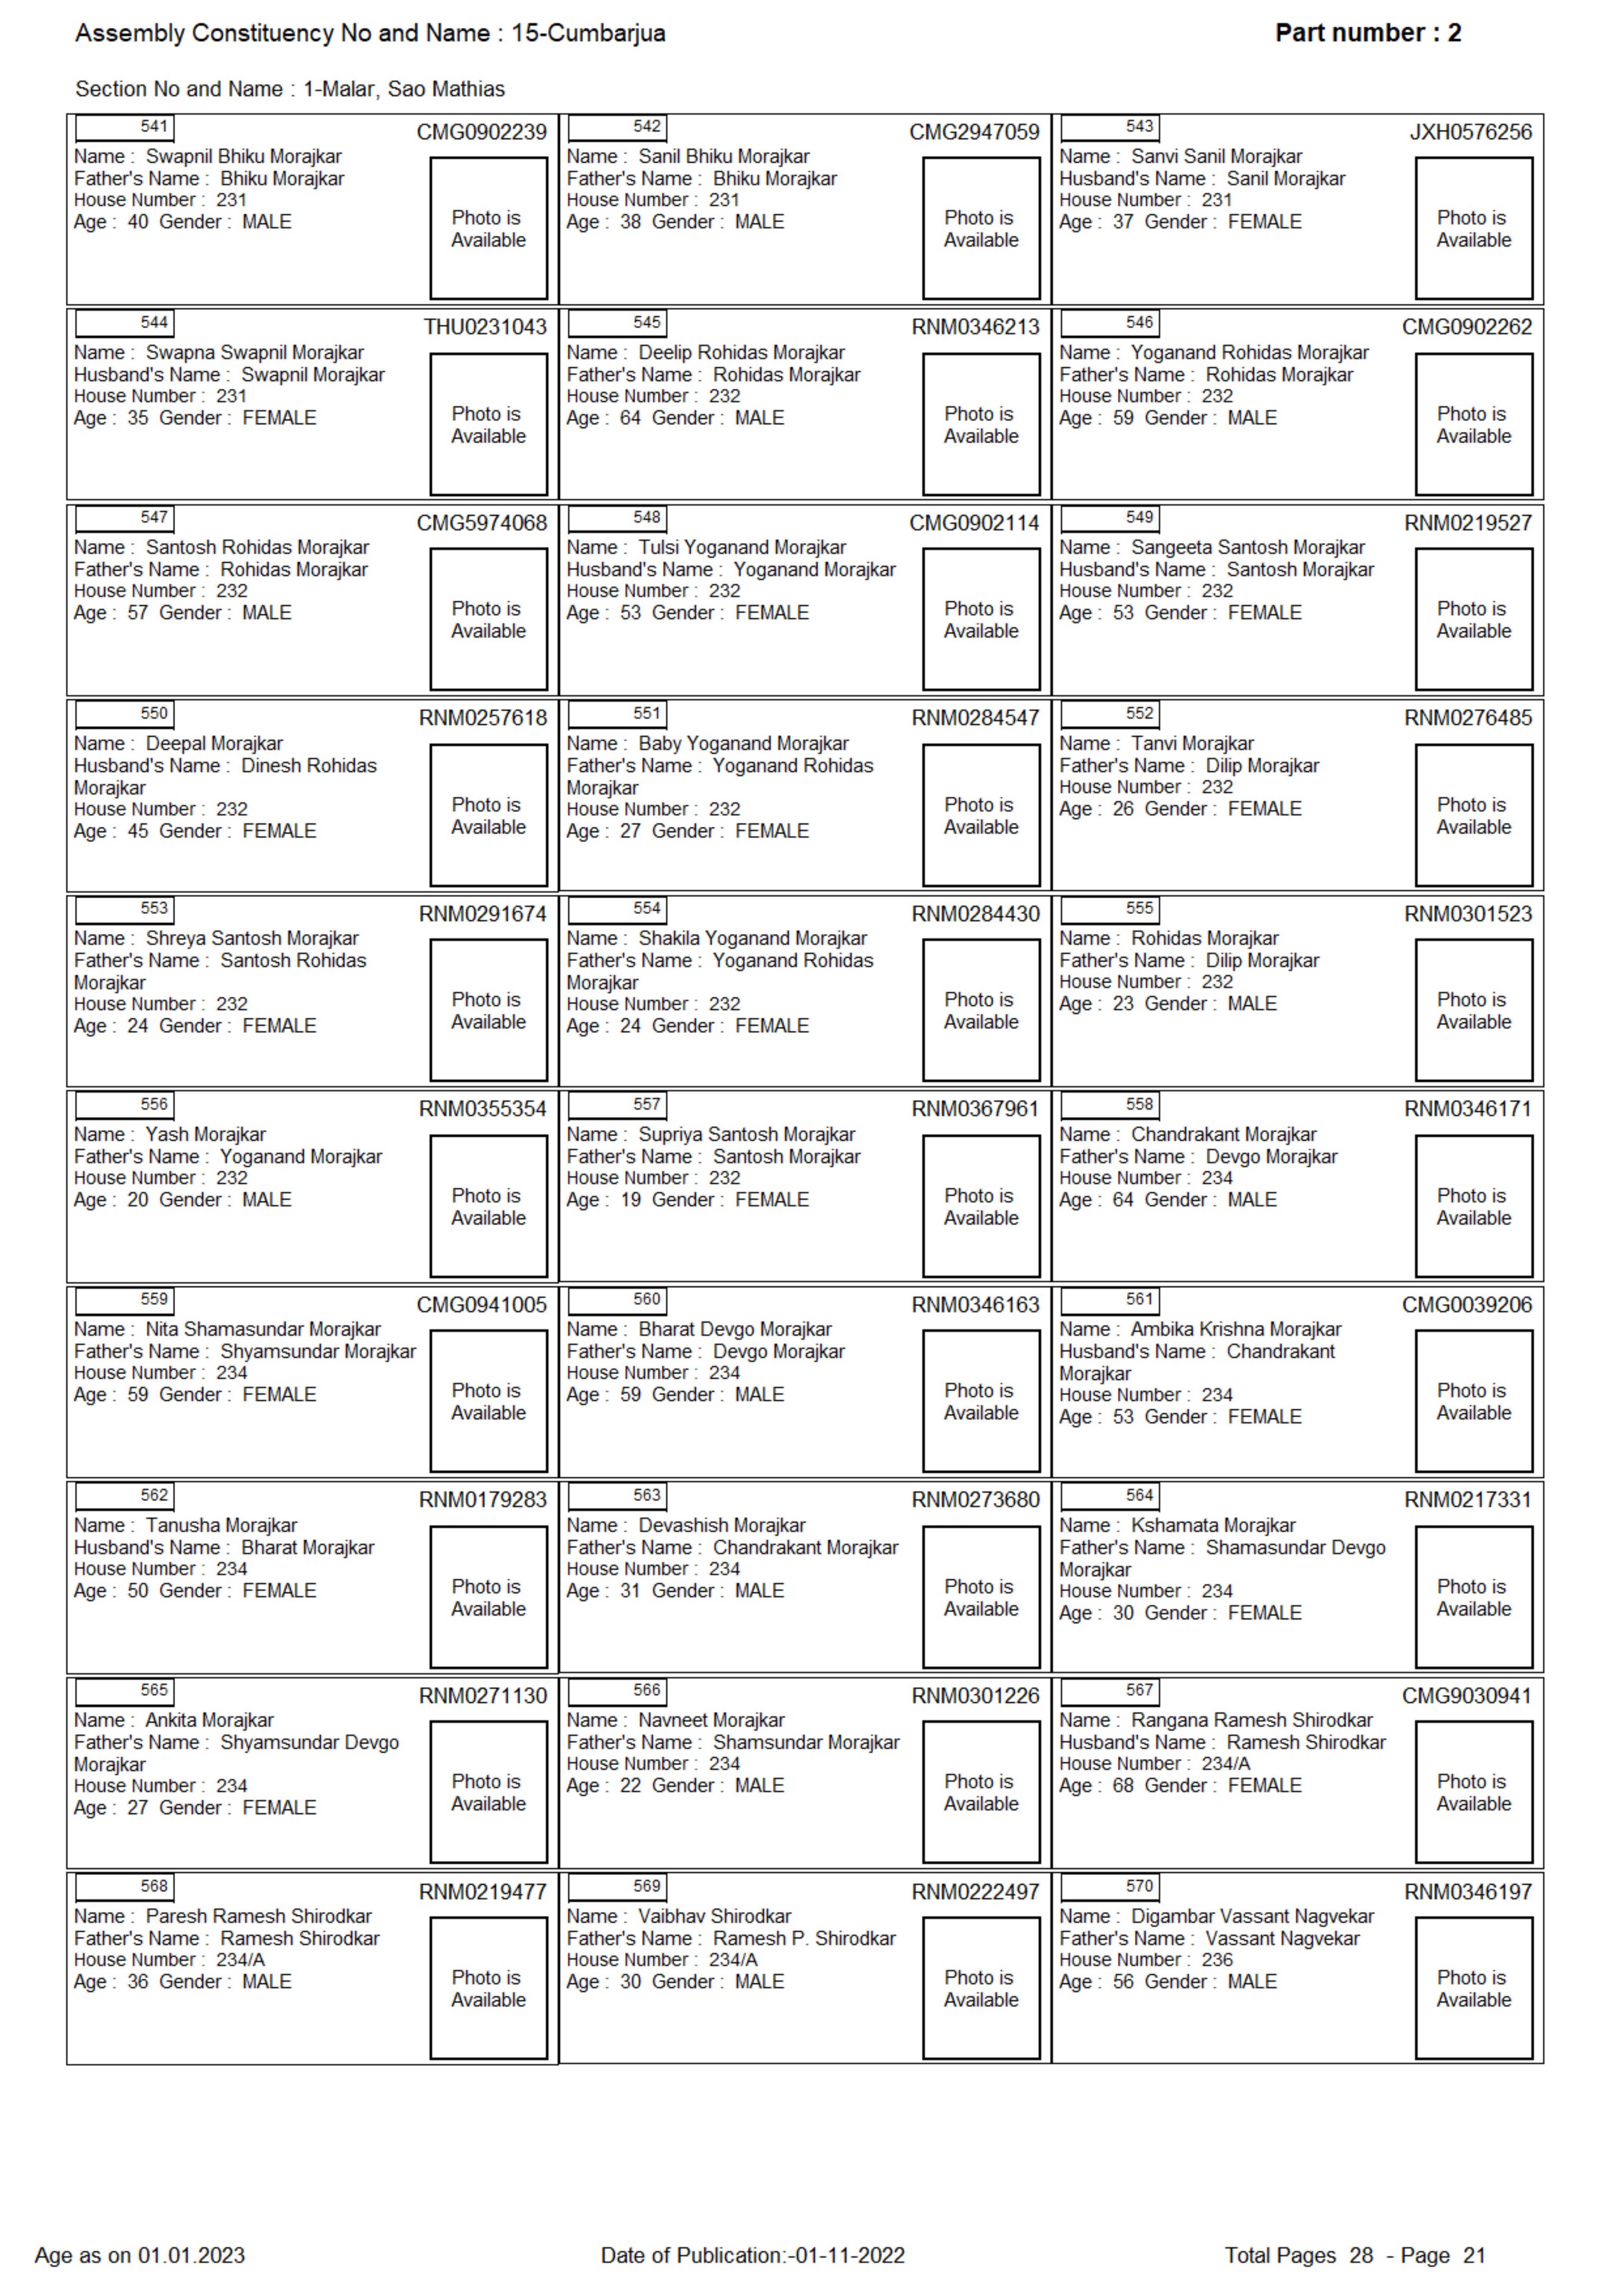 Assembly Constituency No and Name : 15-Cumbarjua
Part number : 2
Section No and Name : 1-Malar, Sao Mathias
541
CMG0902239
Name : Swapnil Bhiku Morajkar
Father's Name : Bhiku Morajkar
House Number : 231
Age : 40 Gender : MALE
Photo is
Available
542
CMG2947059
Name : Sanil Bhiku Morajkar
Father's Name : Bhiku Morajkar
House Number : 231
Age : 38 Gender : MALE
Photo is
Available
543
JXH0576256
Name : Sanvi Sanil Morajkar
Husband's Name : Sanil Morajkar
House Number : 231
Age : 37 Gender : FEMALE
Photo is
Available
544
THU0231043
Name : Swapna Swapnil Morajkar
Husband's Name : Swapnil Morajkar
House Number : 231
Age : 35 Gender : FEMALE
Photo is
Available
545
RNM0346213
Name : Deelip Rohidas Morajkar
Father's Name : Rohidas Morajkar
House Number : 232
Age : 64 Gender : MALE
Photo is
Available
546
CMG0902262
Name : Yoganand Rohidas Morajkar
Father's Name : Rohidas Morajkar
House Number : 232
Age : 59 Gender : MALE
Photo is
Available
547
CMG5974068
Name : Santosh Rohidas Morajkar
Father's Name : Rohidas Morajkar
House Number : 232
Age : 57 Gender : MALE
Photo is
Available
548
CMG0902114
Name : Tulsi Yoganand Morajkar
Husband's Name : Yoganand Morajkar
House Number : 232
Age : 53 Gender : FEMALE
Photo is
Available
549
RNM0219527
Name : Sangeeta Santosh Morajkar
Husband's Name : Santosh Morajkar
House Number : 232
Age : 53 Gender : FEMALE
Photo is
Available
550
RNM0257618
Name : Deepal Morajkar
Husband's Name : Dinesh Rohidas
Morajkar
House Number : 232
Age : 45 Gender : FEMALE
Photo is
Available
551
RNM0284547
Name : Baby Yoganand Morajkar
Father's Name : Yoganand Rohidas
Morajkar
House Number : 232
Age : 27 Gender : FEMALE
Photo is
Available
552
RNM0276485
Name : Tanvi Morajkar
Father's Name : Dilip Morajkar
House Number : 232
Age : 26 Gender : FEMALE
Photo is
Available
553
RNM0291674
Name : Shreya Santosh Morajkar
Father's Name : Santosh Rohidas
Morajkar
House Number : 232
Age : 24 Gender : FEMALE
Photo is
Available
554
RNM0284430
Name : Shakila Yoganand Morajkar
Father's Name : Yoganand Rohidas
Morajkar
House Number : 232
Age : 24 Gender : FEMALE
Photo is
Available
555
RNM0301523
Name : Rohidas Morajkar
Father's Name : Dilip Morajkar
House Number : 232
Age : 23 Gender : MALE
Photo is
Available
556
RNM0355354
Name : Yash Morajkar
Father's Name : Yoganand Morajkar
House Number : 232
Age : 20 Gender : MALE
Photo is
Available
557
RNM0367961
Name : Supriya Santosh Morajkar
Father's Name : Santosh Morajkar
House Number : 232
Age : 19 Gender : FEMALE
Photo is
Available
558
RNM0346171
Name : Chandrakant Morajkar
Father's Name : Devgo Morajkar
House Number : 234
Age : 64 Gender : MALE
Photo is
Available
559
CMG0941005
Name : Nita Shamasundar Morajkar
Father's Name : Shyamsundar Morajkar
House Number : 234
Age : 59 Gender : FEMALE
Photo is
Available
560
RNM0346163
Name : Bharat Devgo Morajkar
Father's Name : Devgo Morajkar
House Number : 234
Age : 59 Gender : MALE
Photo is
Available
561
CMG0039206
Name : Ambika Krishna Morajkar
Husband's Name : Chandrakant
Morajkar
House Number : 234
Age : 53 Gender : FEMALE
Photo is
Available
562
RNM0179283
Name : Tanusha Morajkar
Husband's Name : Bharat Morajkar
House Number : 234
Age : 50 Gender : FEMALE
Photo is
Available
563
RNM0273680
Name : Devashish Morajkar
Father's Name : Chandrakant Morajkar
House Number : 234
Age : 31 Gender : MALE
Photo is
Available
564
RNM0217331
Name : Kshamata Morajkar
Father's Name : Shamasundar Devgo
Morajkar
House Number : 234
Age : 30 Gender : FEMALE
Photo is
Available
565
RNM0271130
Name : Ankita Morajkar
Father's Name : Shyamsundar Devgo
Morajkar
House Number : 234
Age : 27 Gender : FEMALE
Photo is
Available
566
RNM0301226
Name : Navneet Morajkar
Father's Name : Shamsundar Morajkar
House Number : 234
Age : 22 Gender : MALE
Photo is
Available
567
CMG9030941
Name : Rangana Ramesh Shirodkar
Husband's Name : Ramesh Shirodkar
House Number : 234/A
Age : 68 Gender : FEMALE
Photo is
Available
568
RNM0219477
Name : Paresh Ramesh Shirodkar
Father's Name : Ramesh Shirodkar
House Number : 234/A
Age : 36 Gender : MALE
Photo is
Available
569
RNM0222497
Name : Vaibhav Shirodkar
Father's Name : Ramesh P. Shirodkar
House Number : 234/A
Age : 30 Gender : MALE
Photo is
Available
570
RNM0346197
Name : Digambar Vassant Nagvekar
Father's Name : Vassant Nagvekar
House Number : 236
Age : 56 Gender : MALE
Photo is
Available
Age as on 01.01.2023
Date of Publication:-01-11-2022
Total Pages 28 - Page 21